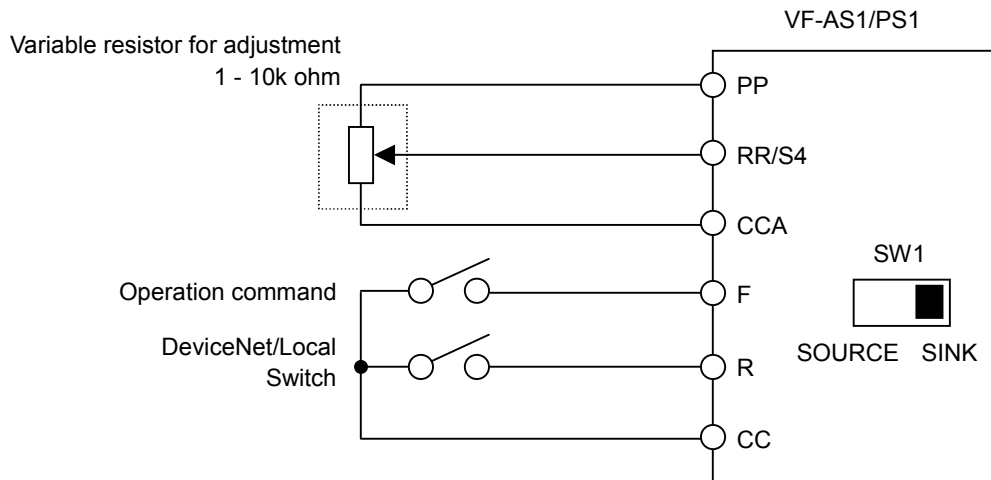 VF-AS1/PS1
Variable resistor for adjustment
1 - 10k ohm
PP
RR/S4
CCA
SW1
Operation command
F
DeviceNet/Local
Switch
R
SOURCE SINK
CC